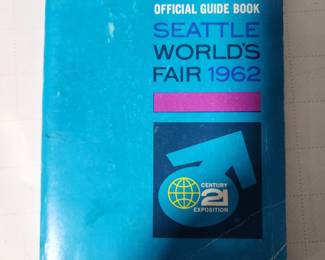 OFFICIAL GUIDE BOOK
SEATTLE
WORLD'S
FAIR 1962
CENTURY
21
EXPOSITION